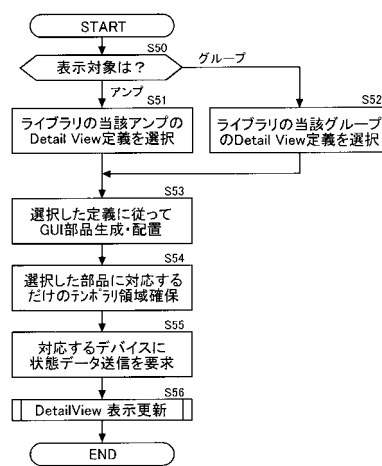 START
S50
表示対象は?
グループ
アンプ
S51
ライブラリの当該アンプの
Detail View定義を選択
S52
ライブラリの当該グループ
のDetail View定義を選択
S53
選択した定義に従って
GUI部品生成・配置
S54
選択した部品に対応する
だけのテンポラリ領域確保
S55
対応するデバイスに
状態データ送信を要求
S56
DetailView 表示更新
END